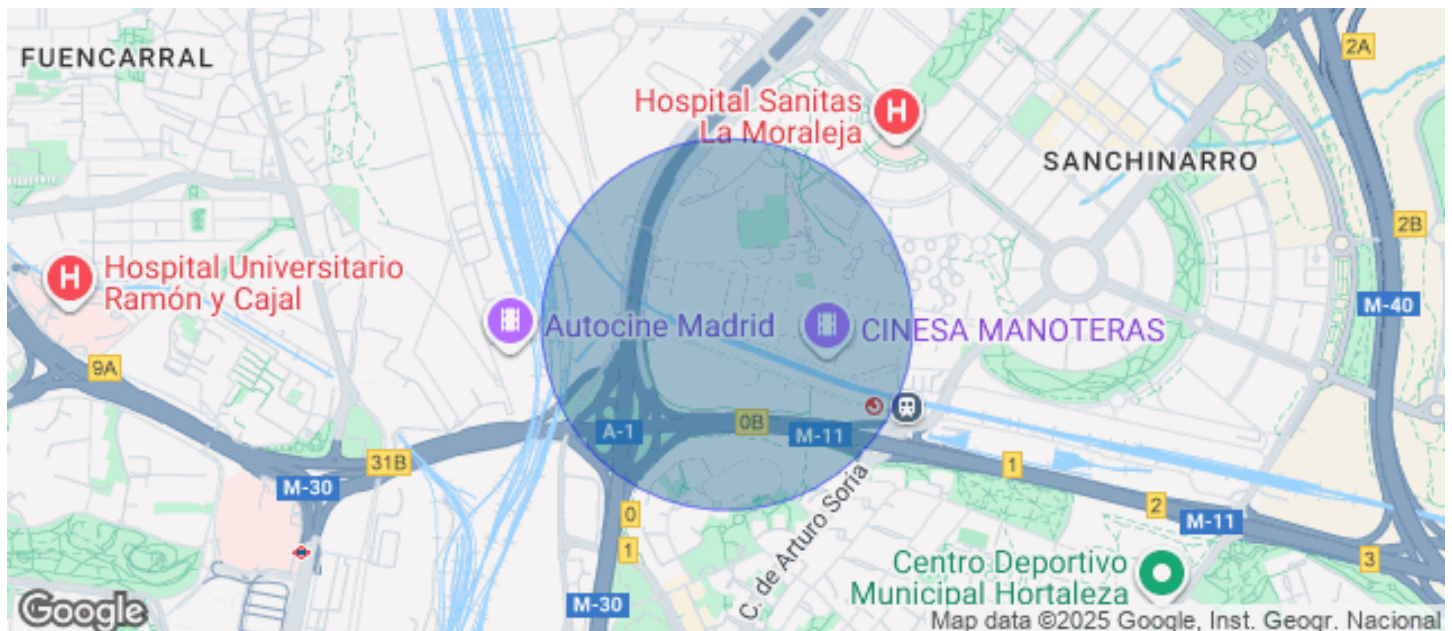 FUENCARRAL
2A
Hospital Sanitas
La Moraleja
SANCHINARRO
2B
Hospital Universitario
Ramón y Cajal
M-40
Autocine Madrid
CINESA MANOTERAS
9A
A-1
0B
M-11
31B
M-30
1
C. de Arturo Soria
2
M-11
0
1
3
Centro Deportivo
Municipal Hortaleza
M-30
Google
Map data ©2025 Google, Inst. Geogr. Nacional